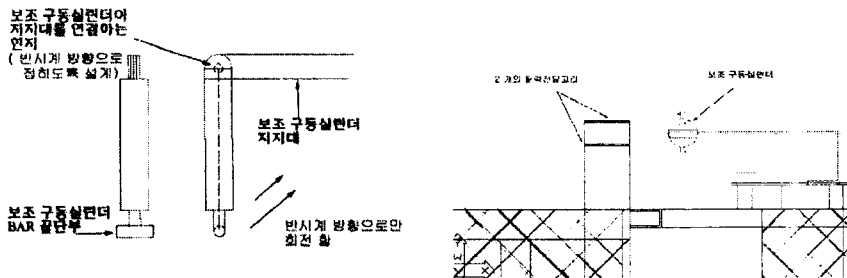 보조 구동실린더와
지지대를 연결하는
힌지
( 반시계 방향으로
접히도록 설계)
보조 구동실린더
지지대
보조 구동실린더
BAR 끝단부
반시계 방향으로만
회전 함
2 개의 동력전달고리
보조 구동실린더